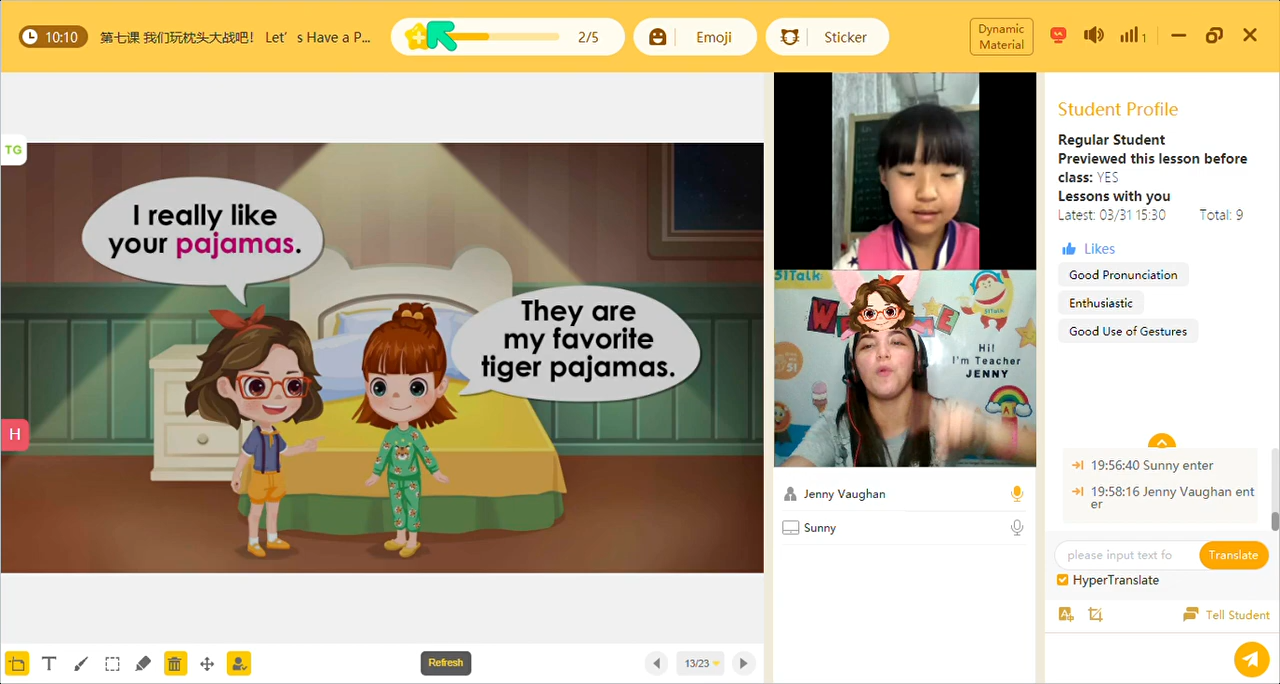 10:10
第七课 我们玩枕头大战吧! Let's Have a P...
2/5
Emoji
Sticker
Dynamic
Material
1
TG
H
I really like
your pajamas.
They are
my favorite
tiger pajamas.
51Talk
Hi!
I'm Teacher
JENNY
Jenny Vaughan
Sunny
Student Profile
Regular Student
Previewed this lesson before
class: YES
Lessons with you
Latest: 03/31 15:30 Total: 9
Likes
Good Pronunciation
Enthusiastic
Good Use of Gestures
19:56:40 Sunny enter
19:58:16 Jenny Vaughan ent
er
please input text fo
Translate
HyperTranslate
Tell Student
T
Refresh
13/23